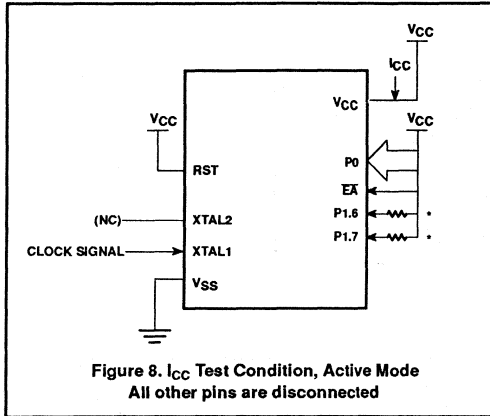 VCC
ICC
VCC
VCC
VCC
P0
RST
EA
(NC)
XTAL2
P1.6
*
CLOCK SIGNAL
XTAL1
P1.7
*
VSS
Figure 8. ICC Test Condition, Active Mode
All other pins are disconnected